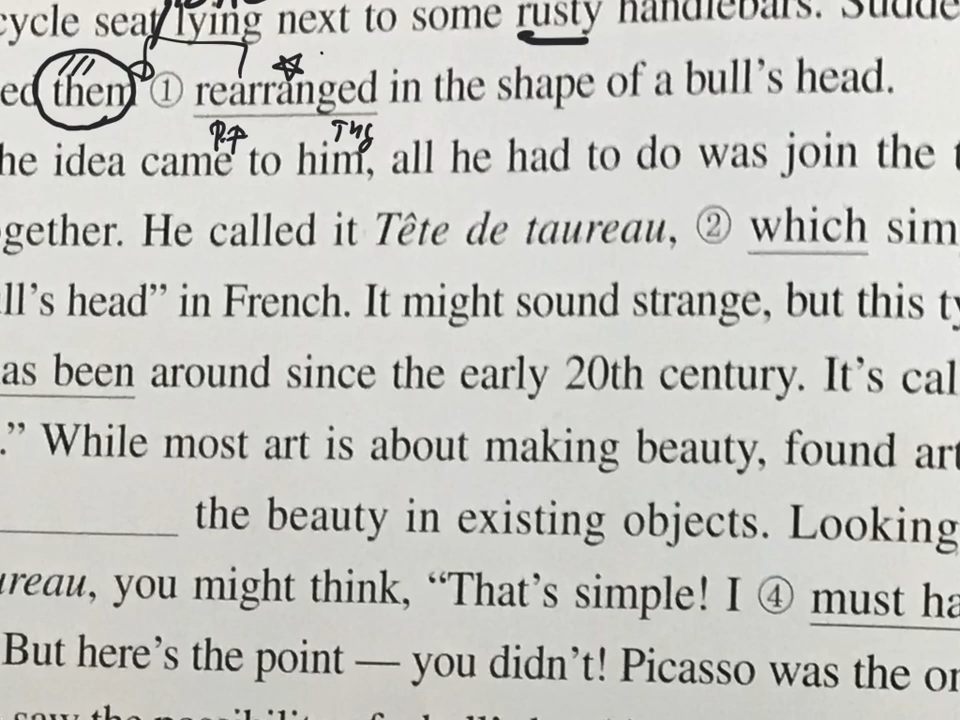 cycle seat lying next to some rusty handlebars. Sudde
ed them ① rearranged in the shape of a bull's head.
P.P
he idea came to him, all he had to do was join the t
gether. He called it Tête de taureau, ② which sim
ll's head” in French. It might sound strange, but this ty
as been around since the early 20th century. It's cal
.” While most art is about making beauty, found art
the beauty in existing objects. Looking
ureau, you might think, “That's simple! I ④ must ha
But here's the point — you didn't! Picasso was the on